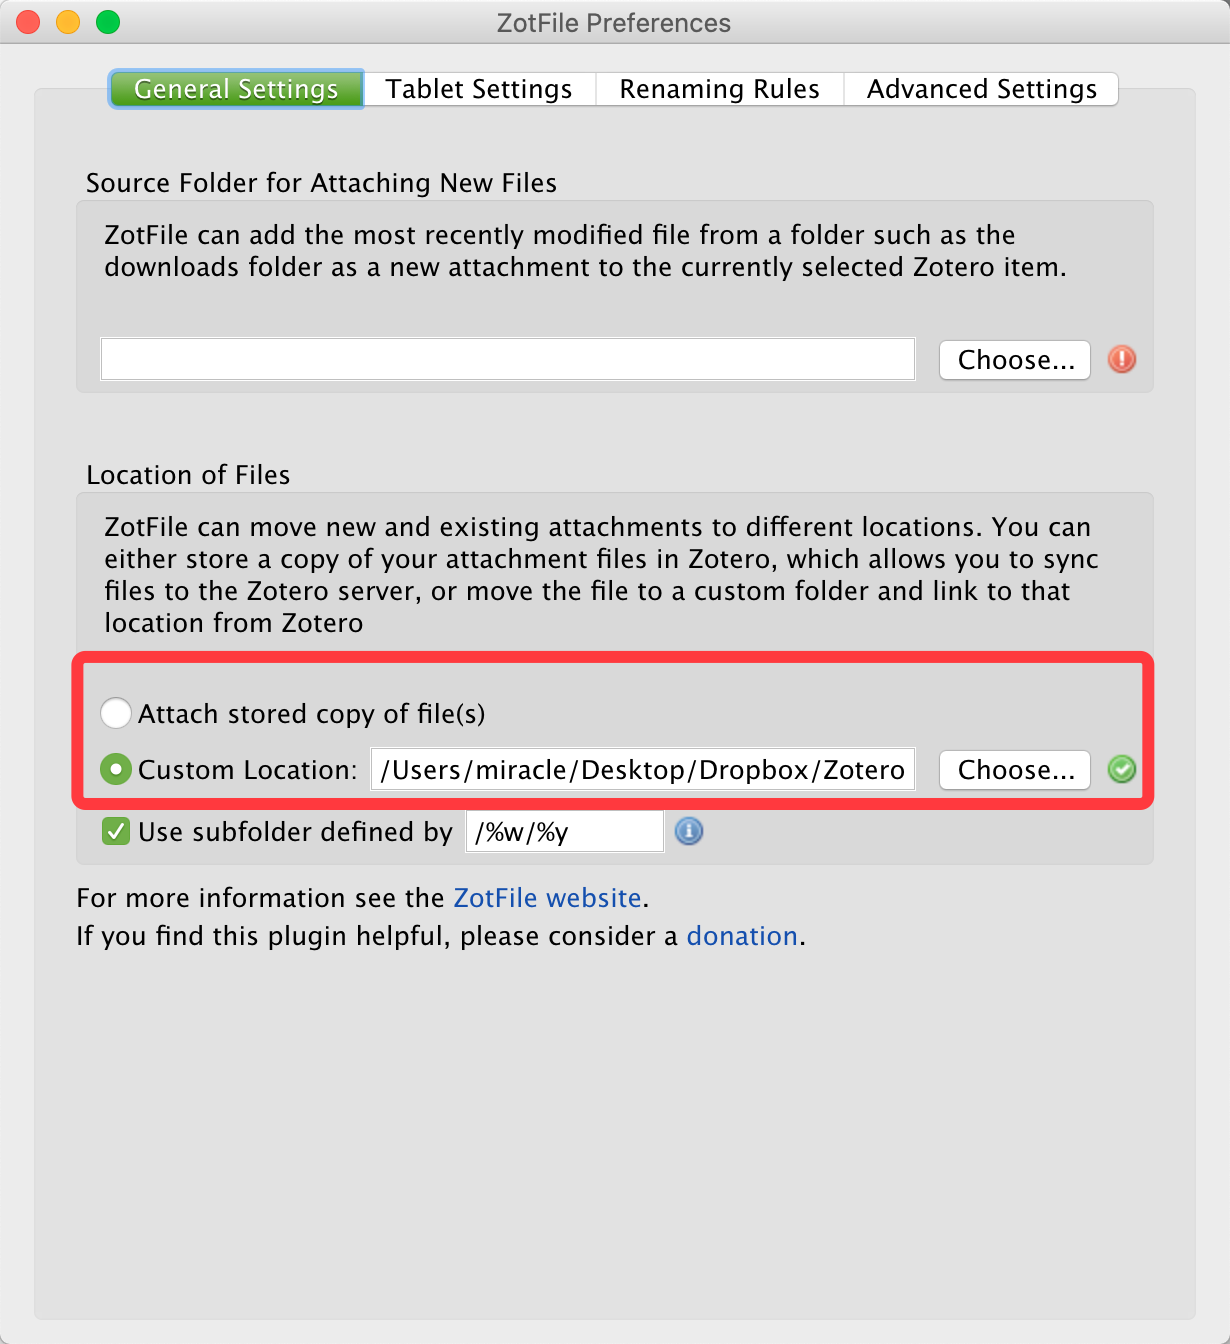 ZotFile Preferences
General Settings
Tablet Settings
Renaming Rules
Advanced Settings
Source Folder for Attaching New Files
ZotFile can add the most recently modified file from a folder such as the
downloads folder as a new attachment to the currently selected Zotero item.
Choose...
Location of Files
ZotFile can move new and existing attachments to different locations. You can
either store a copy of your attachment files in Zotero, which allows you to sync
files to the Zotero server, or move the file to a custom folder and link to that
location from Zotero
Attach stored copy of file(s)
Custom Location: /Users/miracle/Desktop/Dropbox/Zotero Choose...
Use subfolder defined by /%w/%y
For more information see the ZotFile website.
If you find this plugin helpful, please consider a donation.